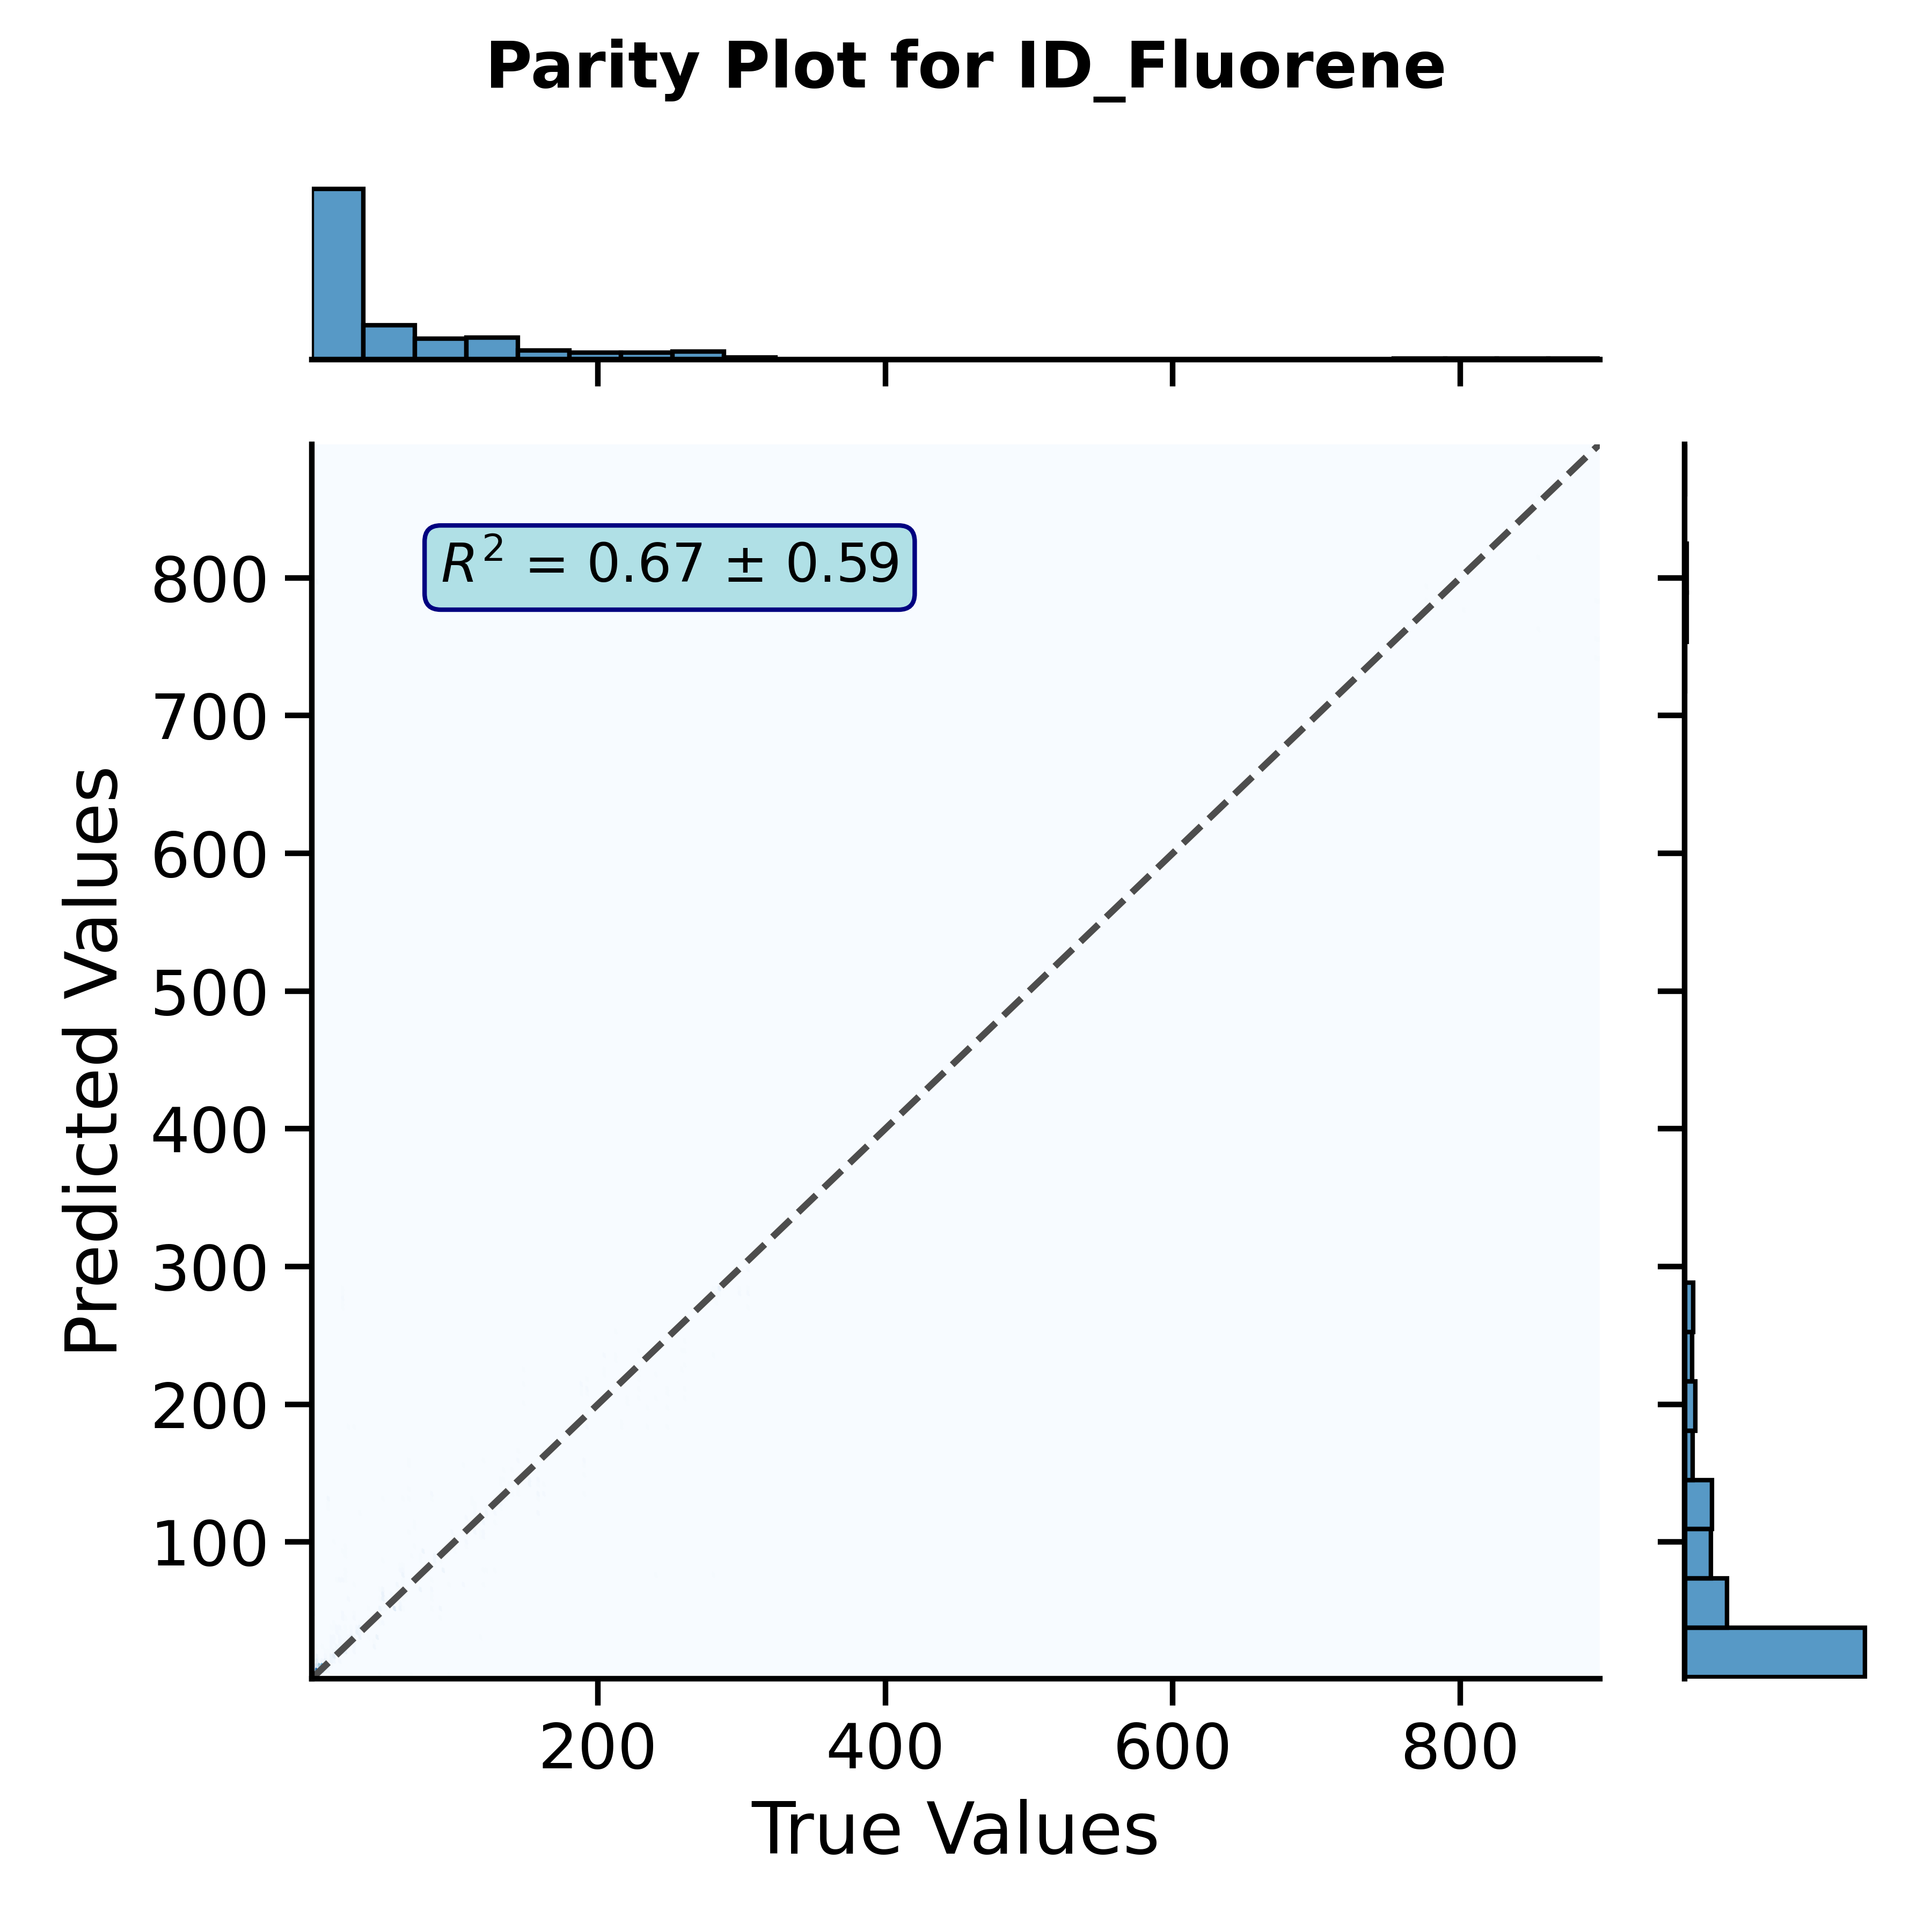 Parity Plot for ID_Fluorene
R² = 0.67 ± 0.59
800
700
600
500
400
300
200
100
Predicted Values
200 400 600 800
True Values